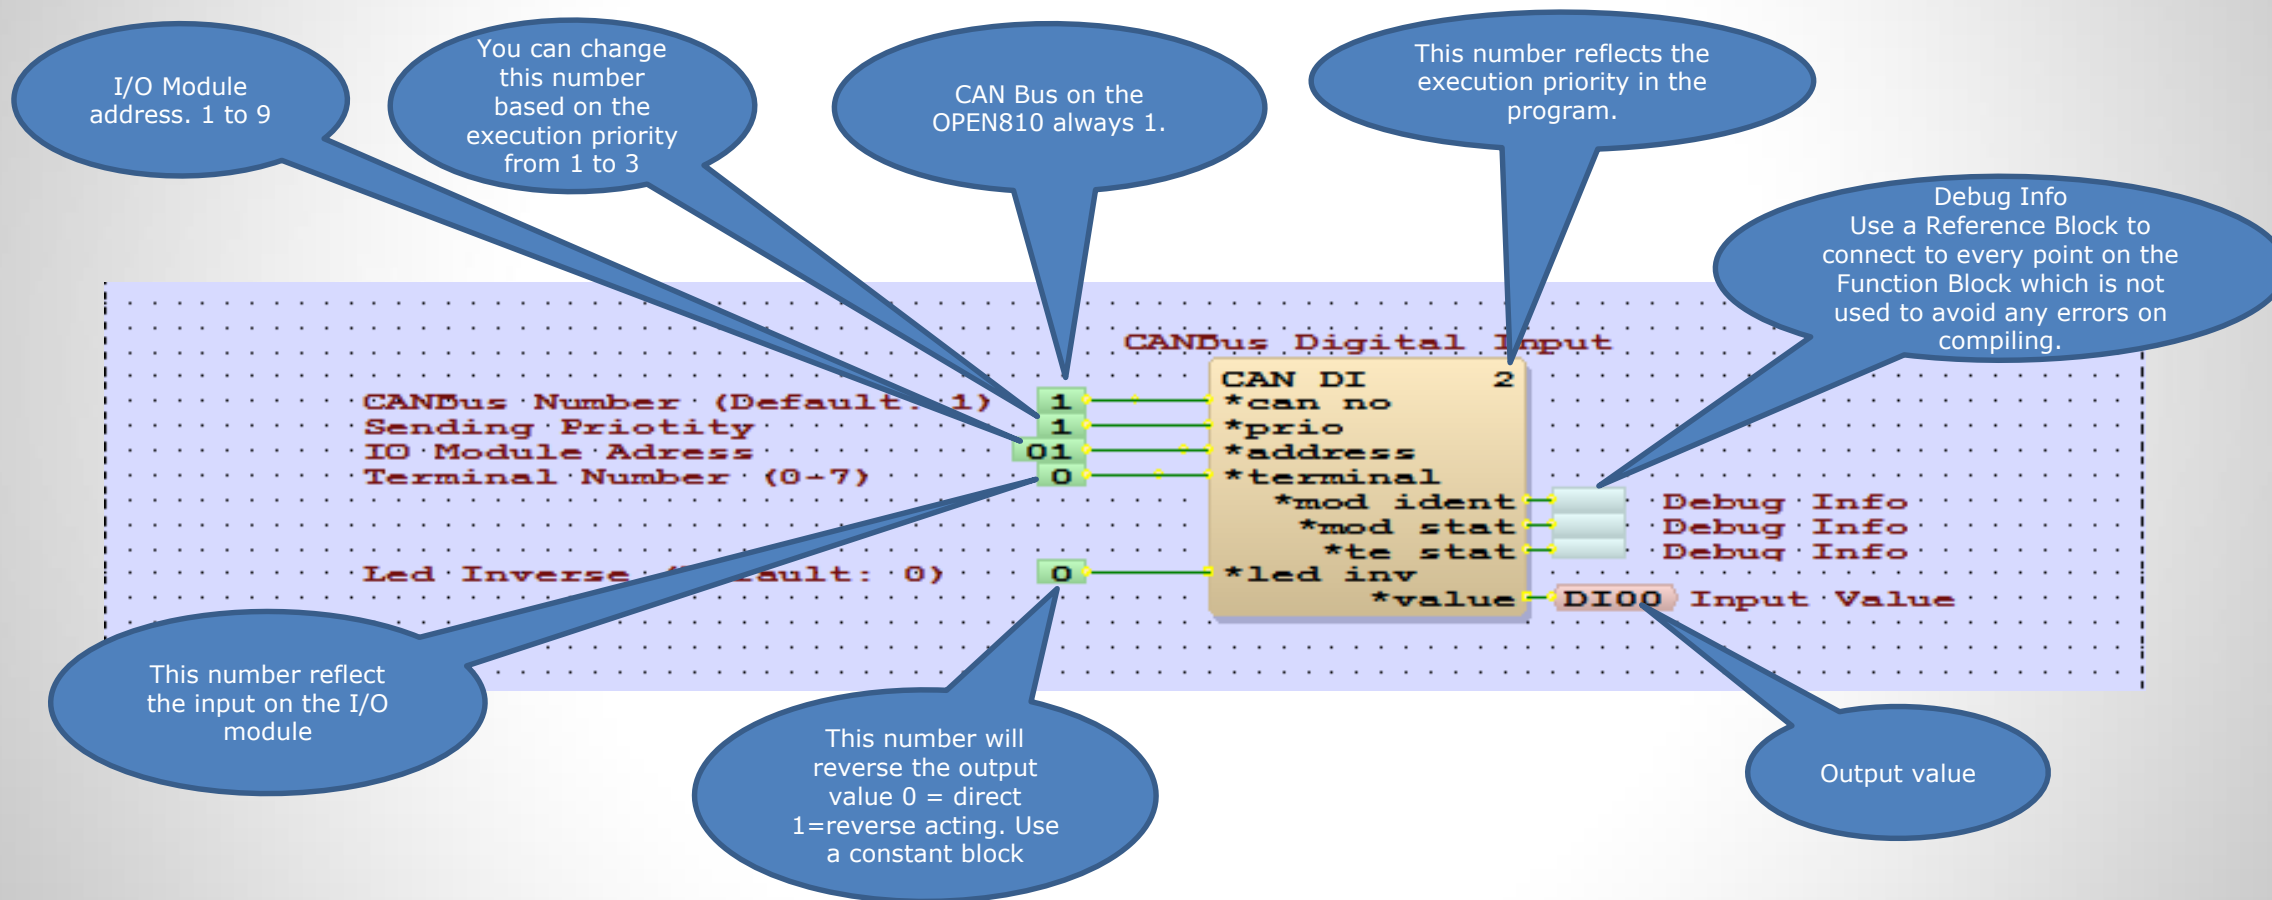 I/O Module
address. 1 to 9
You can change
this number
based on the
execution priority
from 1 to 3
CAN Bus on the
OPEN810 always 1.
This number reflects the
execution priority in the
program.
Debug Info
Use a Reference Block to
connect to every point on the
Function Block which is not
used to avoid any errors on
compiling.
CANBus Digital Input
CAN DI 2
CANBus Number (Default: 1) 1 *can no
Sending Priotity 1 *prio
IO Module Adress 01 *address
Terminal Number (0-7) 0 *terminal
*mod ident Debug Info
*mod stat Debug Info
*te stat Debug Info
Led Inverse ault: 0) 0 *led inv
*value DI00 Input Value
This number reflect
the input on the I/O
module
This number will
reverse the output
value 0 = direct
1=reverse acting. Use
a constant block
Output value